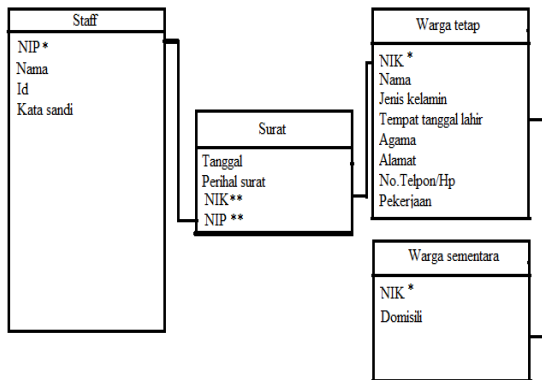 Staff
NIP *
Nama
Id
Kata sandi
Surat
Tanggal
Perihal surat
NIK**
NIP **
Warga tetap
NIK *
Nama
Jenis kelamin
Tempat tanggal lahir
Agama
Alamat
No.Telpon/Hp
Pekerjaan
Warga sementara
NIK *
Domisili